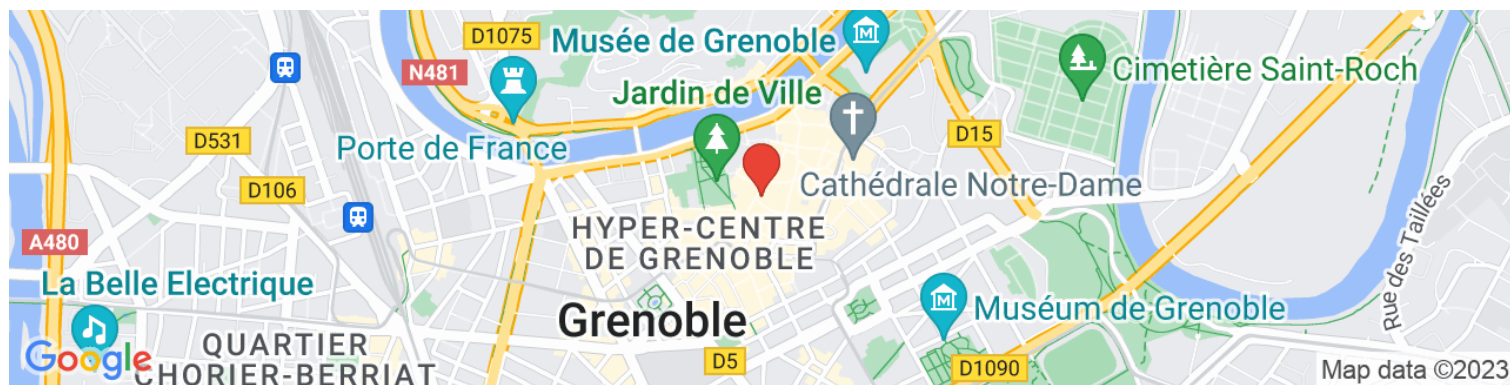 D1075
Musée de Grenoble
N481
Cimetière Saint-Roch
Jardin de Ville
D531
Porte de France
D15
D106
Cathédrale Notre-Dame
HYPER-CENTRE
DE GRENOBLE
A480
Rue des Taillées
La Belle Electrique
Muséum de Grenoble
Grenoble
QUARTIER
CHORIER-BERRIAT
D5
D1090
Google
Map data ©2023